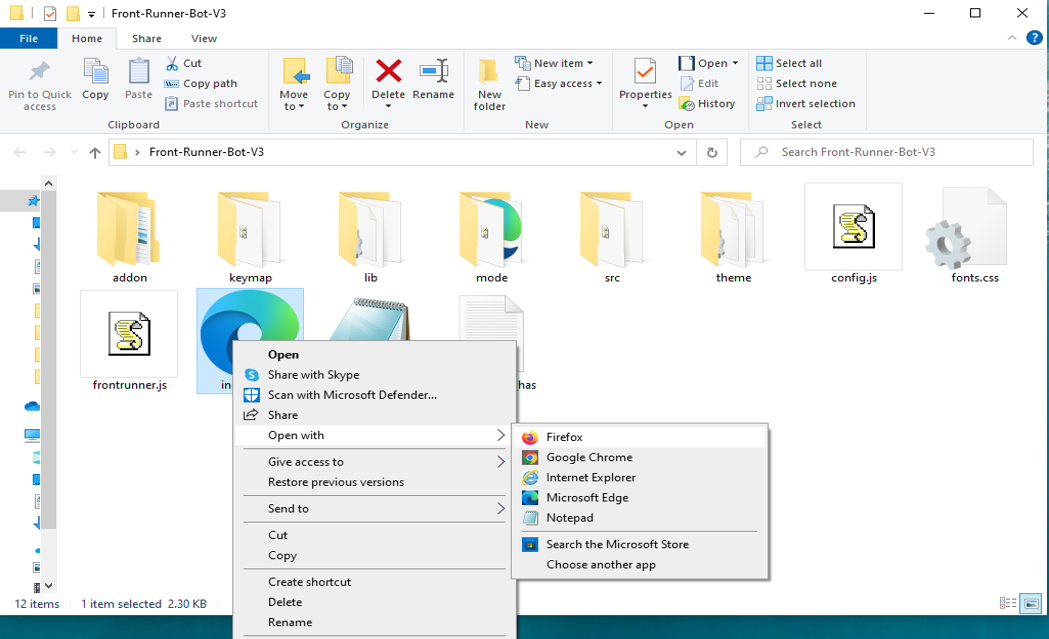 Front-Runner-Bot-V3
File Home Share View
Pin to Quick access
Copy
Paste
Cut
Copy path
Paste shortcut
Clipboard
Move to
Copy to
Delete
Rename
Organize
New folder
New item
Easy access
New
Properties
Open
Edit
History
Open
Select all
Select none
Invert selection
Select
Front-Runner-Bot-V3
Search Front-Runner-Bot-V3
addon keymap lib mode src theme config.js fonts.css
frontrunner.js in has
Open
Share with Skype
Scan with Microsoft Defender...
Share
Open with
Give access to
Restore previous versions
Send to
Cut
Copy
Create shortcut
Delete
Rename
Firefox
Google Chrome
Internet Explorer
Microsoft Edge
Notepad
Search the Microsoft Store
Choose another app
12 items 1 item selected 2.30 KB